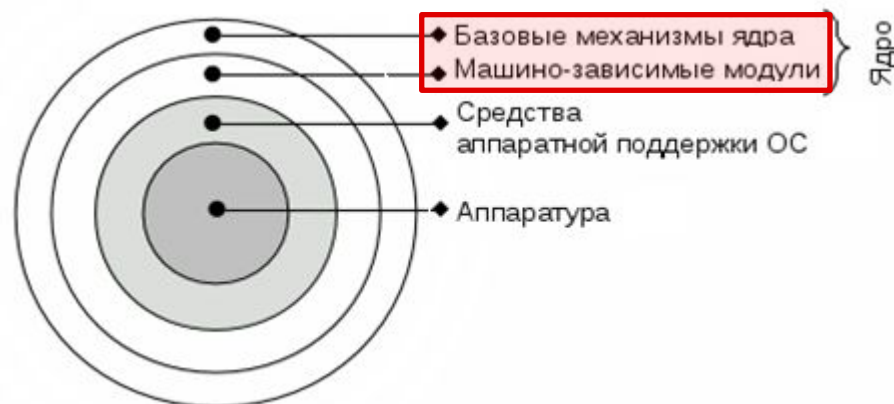 Базовые механизмы ядра
Машино-зависимые модули
Ядро
Средства
аппаратной поддержки ОС
Аппаратура